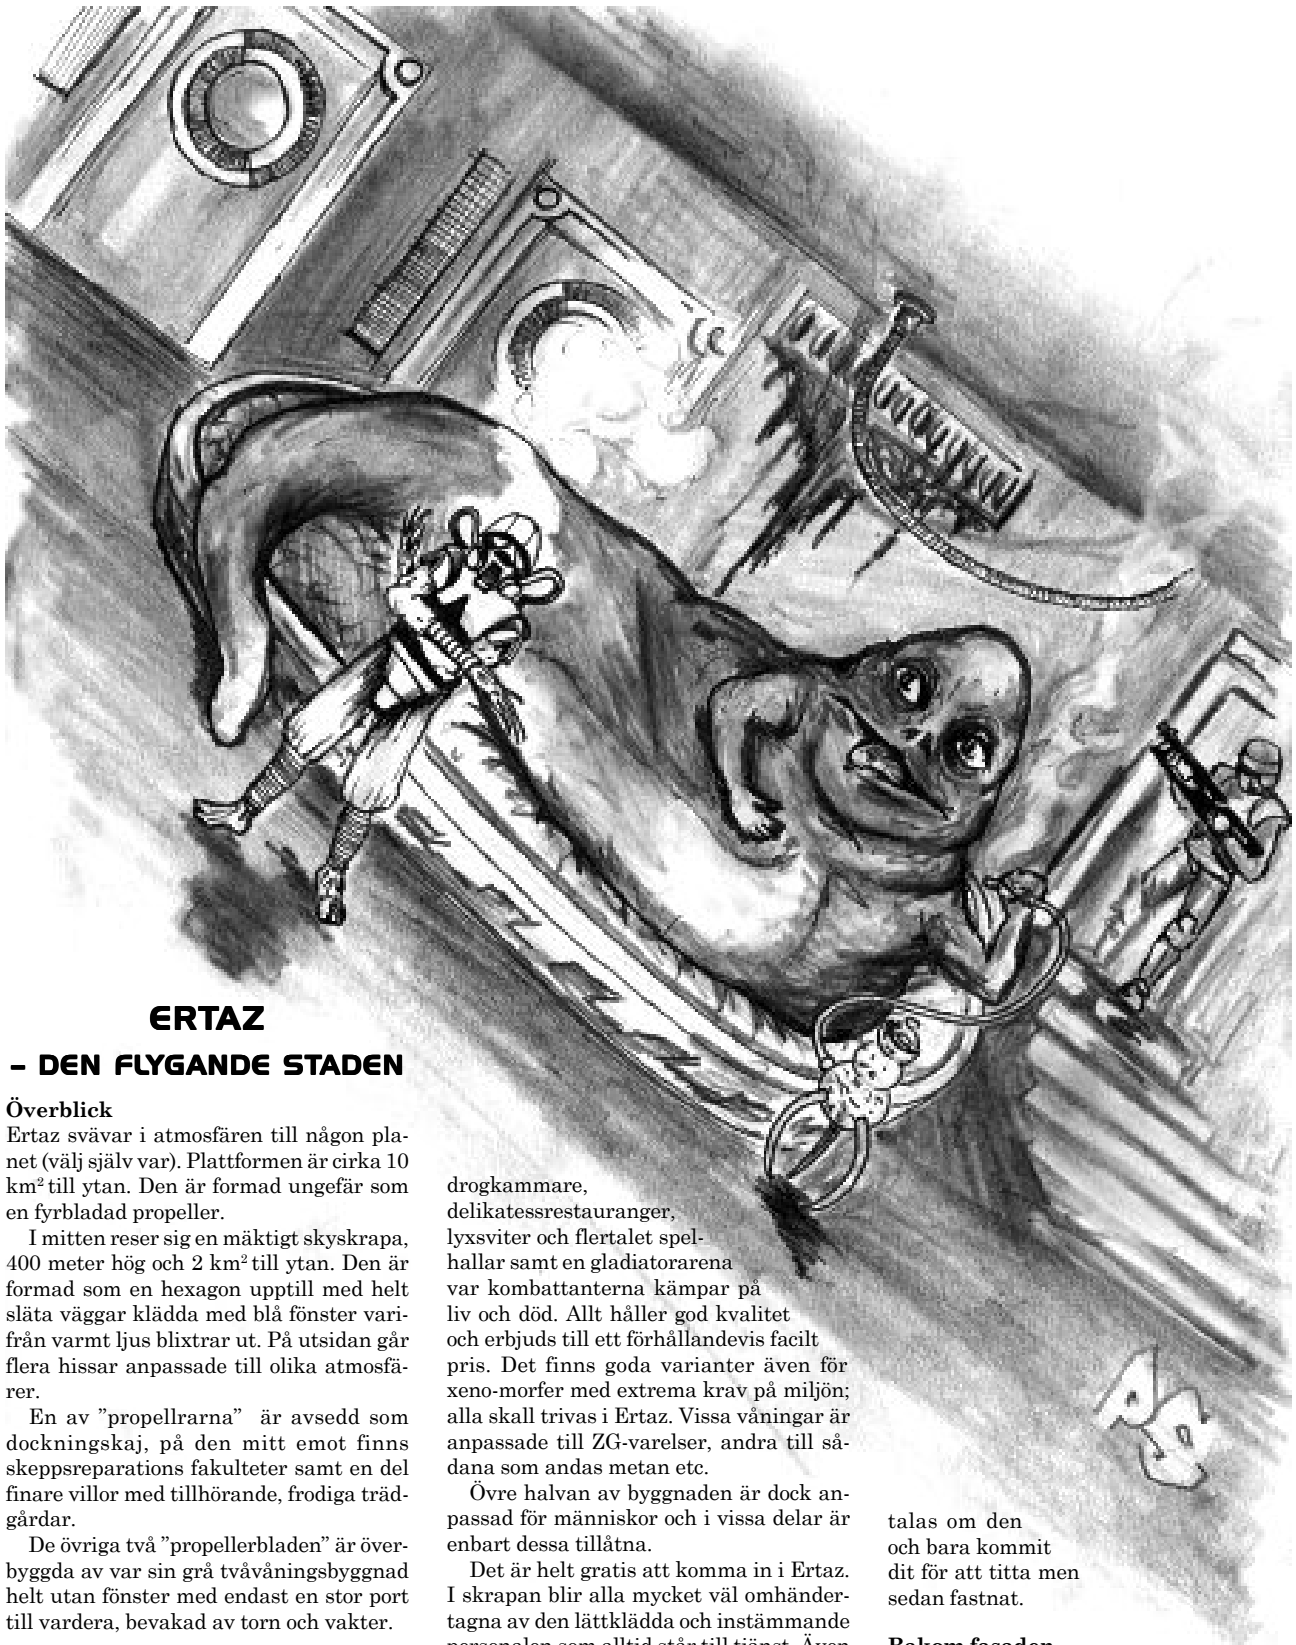 ERTAZ
– DEN FLYGANDE STADEN
Överblick
Ertaz svävar i atmosfären till någon pla-
net (välj själv var). Plattformen är cirka 10
km² till ytan. Den är formad ungefär som
en fyrbladad propeller.
I mitten reser sig en mäktigt skyskrapa,
400 meter hög och 2 km² till ytan. Den är
formad som en hexagon upptill med helt
släta väggar klädda med blå fönster vari-
från varmt ljus blixtrar ut. På utsidan går
flera hissar anpassade till olika atmosfä-
rer.
En av ”propellrarna” är avsedd som
dockningskaj, på den mitt emot finns
skeppsreparations fakulteter samt en del
finare villor med tillhörande, frodiga träd-
gårdar.
De övriga två ”propellerbladen” är över-
byggda av var sin grå tvåvåningsbyggnad
helt utan fönster med endast en stor port
till vardera, bevakad av torn och vakter.
drogkammare,
delikatessrestauranger,
lyxsviter och flertalet spel-
hallar samt en gladiatorarena
var kombattanterna kämpar på
liv och död. Allt håller god kvalitet
och erbjuds till ett förhållandevis facilt
pris. Det finns goda varianter även för
xeno-morfer med extrema krav på miljön;
alla skall trivas i Ertaz. Vissa våningar är
anpassade till ZG-varelser, andra till så-
dana som andas metan etc.
Övre halvan av byggnaden är dock an-
passad för människor och i vissa delar är
enbart dessa tillåtna.
Det är helt gratis att komma in i Ertaz.
I skrapan blir alla mycket väl omhänder-
tagna av den lättklädda och instämmande
personalen som alltid står till tjänst. Även
talas om den
och bara kommit
dit för att titta men
sedan fastnat.
Bakom fasaden